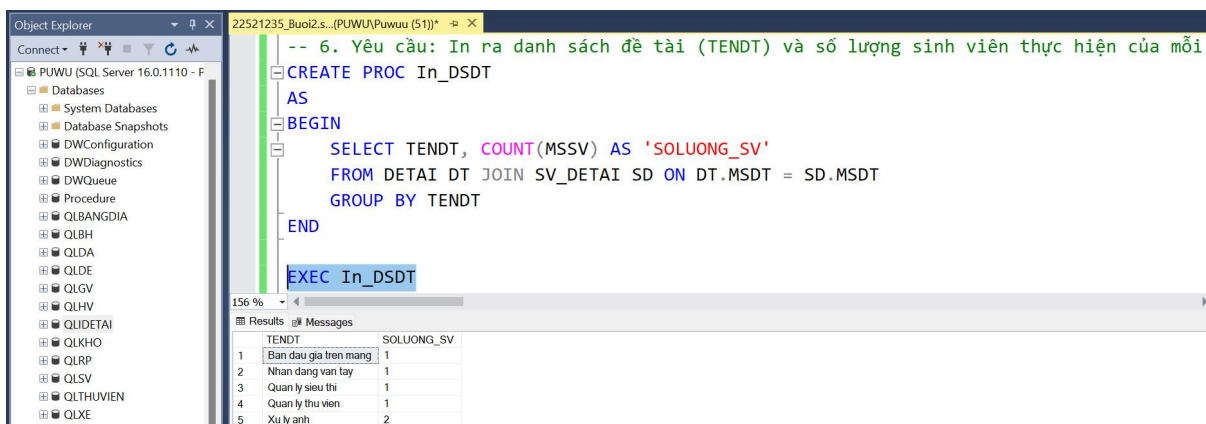 Object Explorer
22521235_Buoi2.s...(PUWU\Puwuu (51))*
Connect
PUWU (SQL Server 16.0.1110 - P
Databases
System Databases
Database Snapshots
DWConfiguration
DWDiagnostics
DWQueue
Procedure
QLBANGDIA
QLBH
QLDA
QLDE
QLGV
QLHV
QLIDETAI
QLKHO
QLRP
QLSV
QLTHUVIEN
QLXE
-- 6. Yêu cầu: In ra danh sách đề tài (TENDT) và số lượng sinh viên thực hiện của mỗi
CREATE PROC In_DSDT
AS
BEGIN
SELECT TENDT, COUNT(MSSV) AS 'SOLUONG_SV'
FROM DETAI DT JOIN SV_DETAI SD ON DT.MSDT = SD.MSDT
GROUP BY TENDT
END
EXEC In_DSDT
156 %
Results Messages
TENDT SOLUONG_SV
1 Ban dau gia tren mang 1
2 Nhan dang van tay 1
3 Quan ly sieu thi 1
4 Quan ly thu vien 1
5 Xu ly anh 2